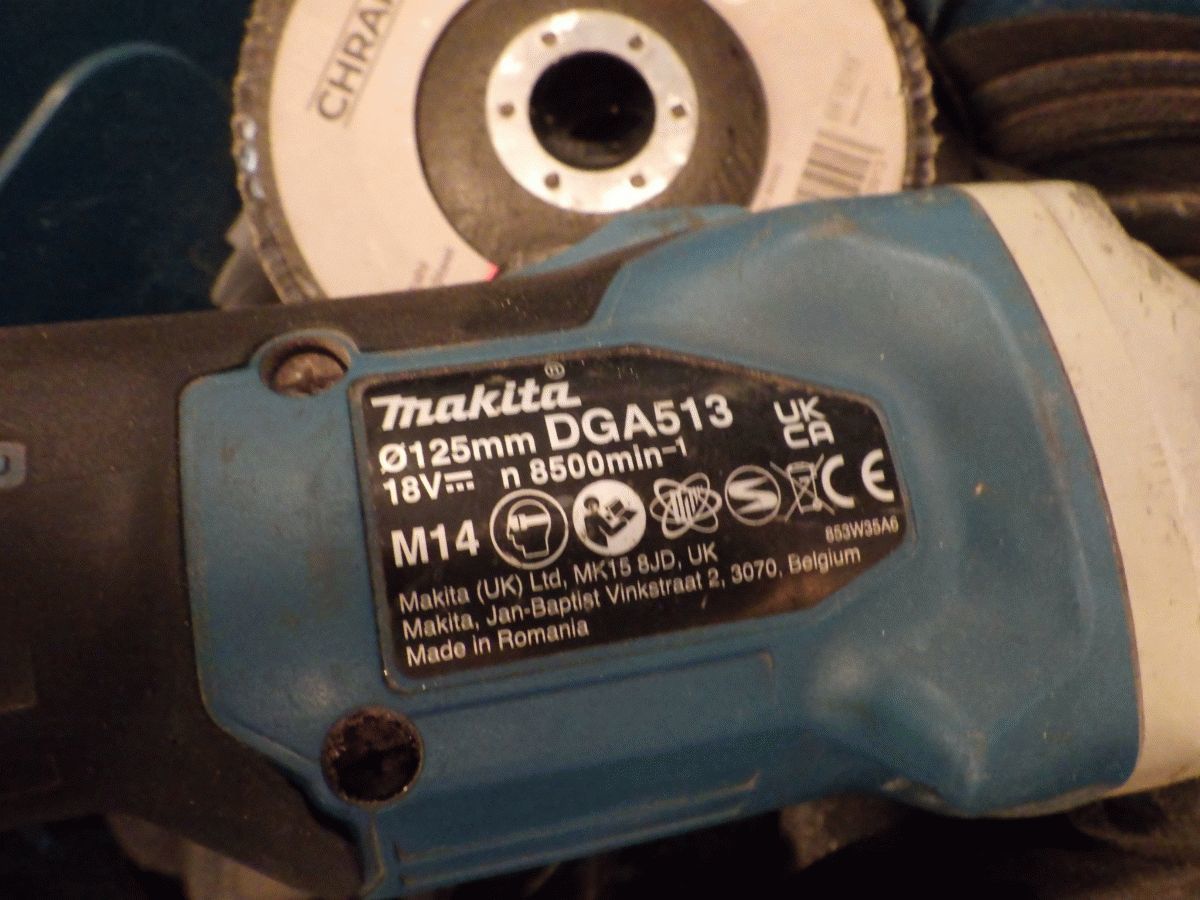 CHRA
makita®
Ø125mm DGA513
18V n 8500min⁻¹
UK
CA
M14
CE
853W35A6
Makita (UK) Ltd, MK15 8JD, UK
Makita, Jan-Baptist Vinkstraat 2, 3070, Belgium
Made in Romania